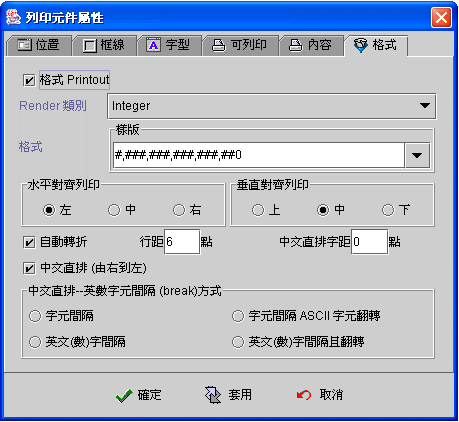 列印元件屬性
位置 框線 字型 可列印 內容 格式
格式 Printout
Render 類別 Integer
樣版
格式 #,###,###,###,###,##0
水平對齊列印 垂直對齊列印
左 中 右 上 中 下
自動轉折 行距 6 點 中文直排字距 0 點
中文直排 (由右到左)
中文直排--英數字元間隔 (break)方式
字元間隔 字元間隔 ASCII 字元翻轉
英文(數)字間隔 英文(數)字間隔且翻轉
確定 套用 取消